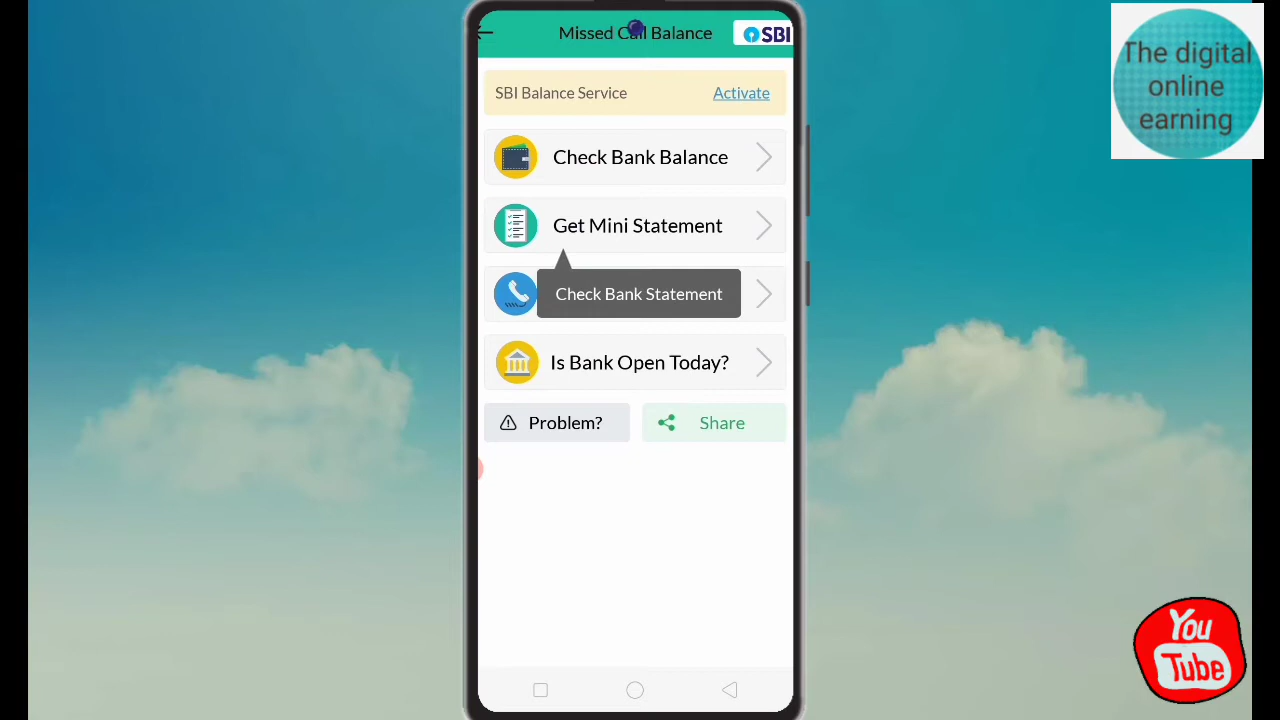 Missed Call Balance
SBI
SBI Balance Service
Activate
Check Bank Balance
Get Mini Statement
Check Bank Statement
Is Bank Open Today?
Problem?
Share
The digital
online
earning
You
Tube